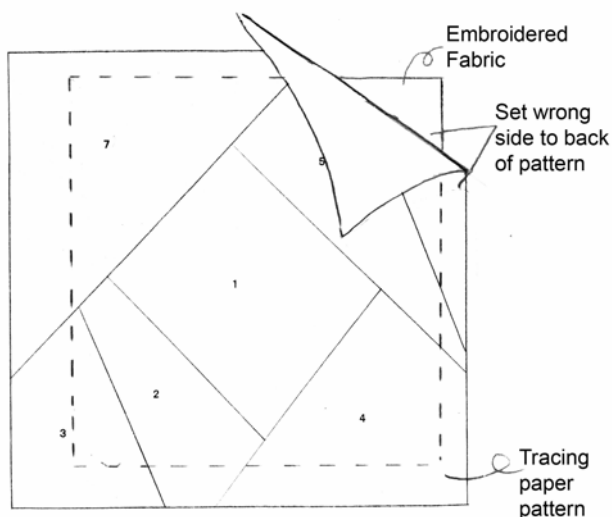 Embroidered
Fabric
Set wrong
side to back
of pattern
7
5
1
2
3
4
Tracing
paper
pattern